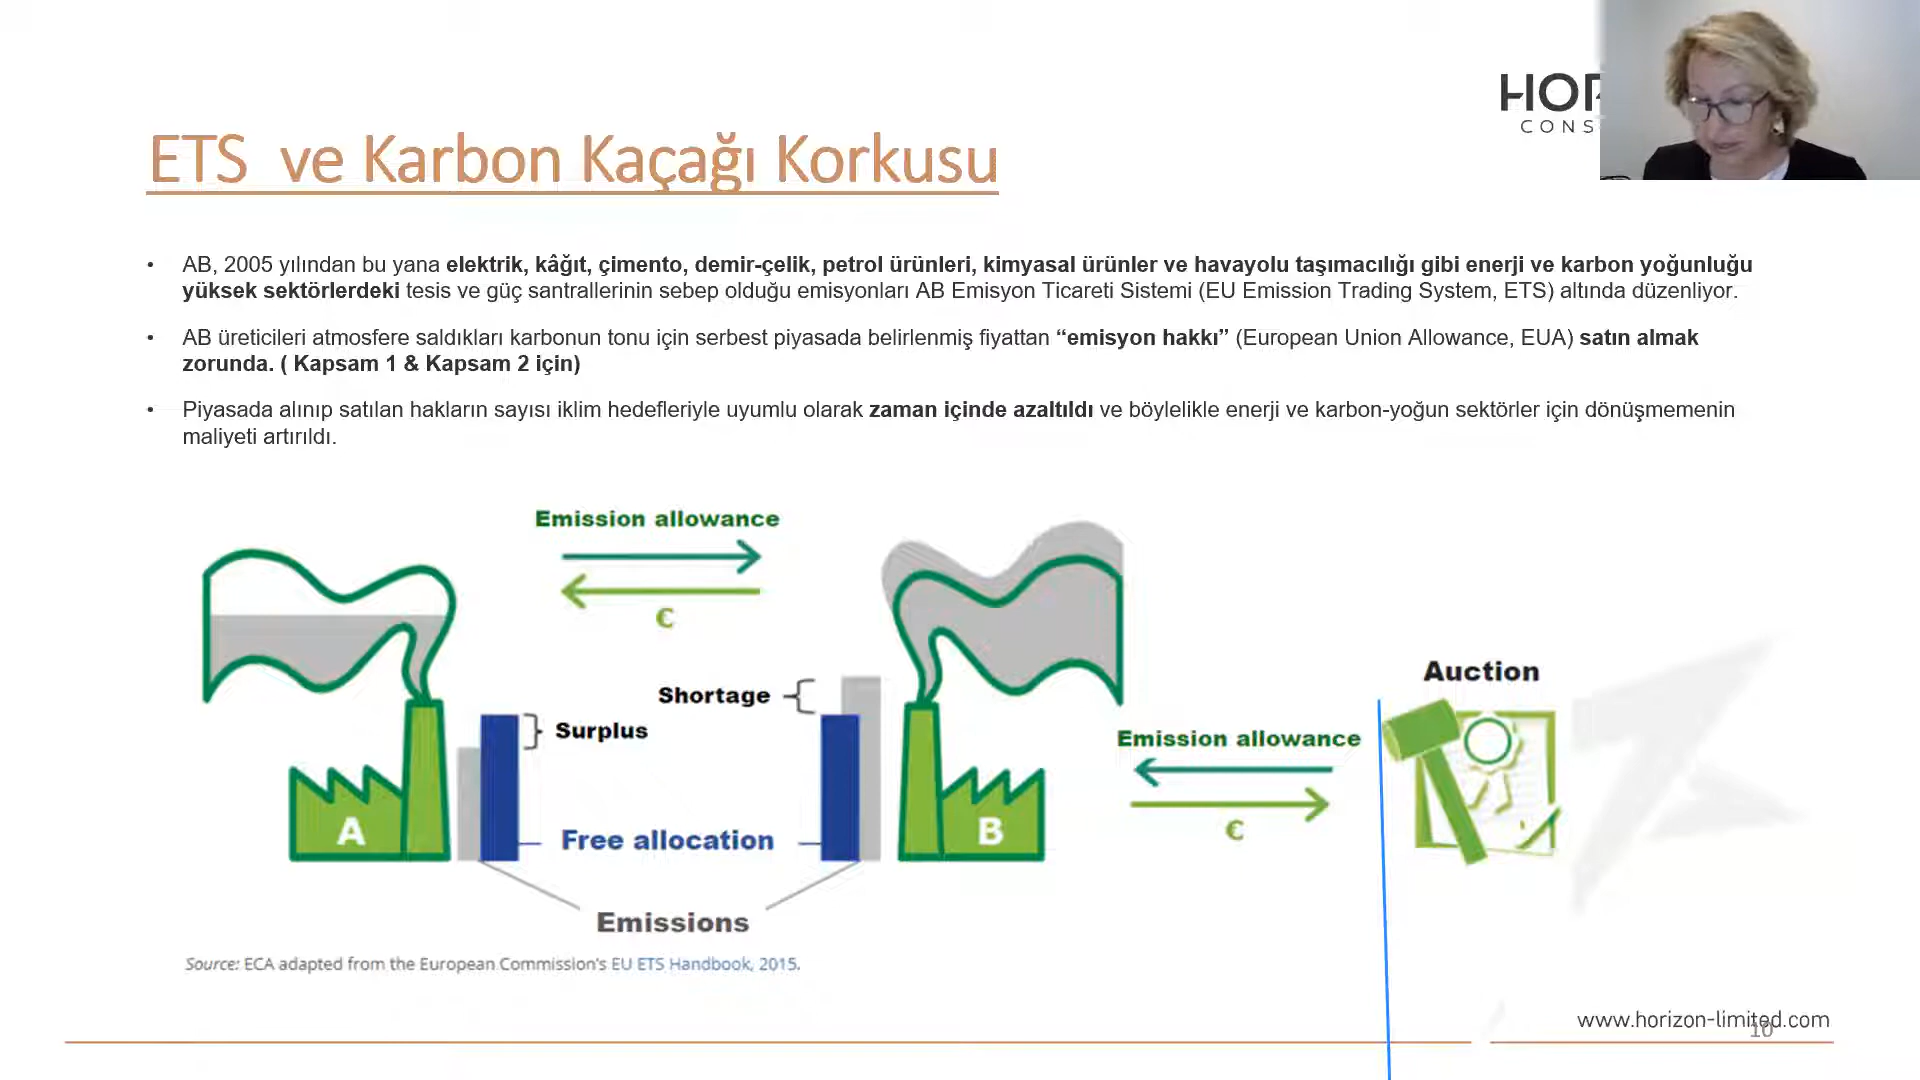 HOR
CONS
ETS ve Karbon Kaçağı Korkusu
• AB, 2005 yılından bu yana elektrik, kâğıt, çimento, demir-çelik, petrol ürünleri, kimyasal ürünler ve havayolu taşımacılığı gibi enerji ve karbon yoğunluğu
yüksek sektörlerdeki tesis ve güç santrallerinin sebep olduğu emisyonları AB Emisyon Ticareti Sistemi (EU Emission Trading System, ETS) altında düzenliyor.
• AB üreticileri atmosfere saldıkları karbonun tonu için serbest piyasada belirlenmiş fiyattan “emisyon hakkı” (European Union Allowance, EUA) satın almak
zorunda. ( Kapsam 1 & Kapsam 2 için)
• Piyasada alınıp satılan hakların sayısı iklim hedefleriyle uyumlu olarak zaman içinde azaltıldı ve böylelikle enerji ve karbon-yoğun sektörler için dönüşmemenin
maliyeti artırıldı.
Emission allowance
€
Shortage
Surplus
Auction
Emission allowance
€
A
Free allocation
B
Emissions
Source: ECA adapted from the European Commission's EU ETS Handbook, 2015.
www.horizon-limited.com
10